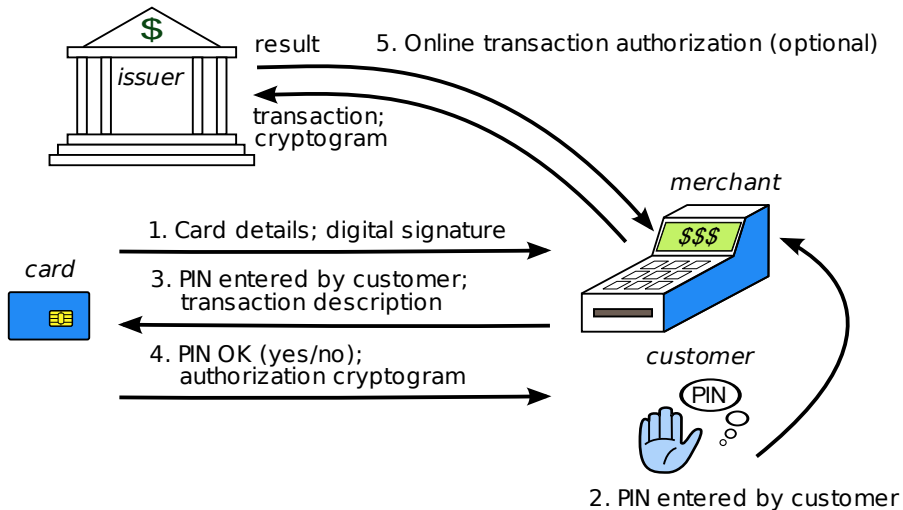 $
issuer
result
5. Online transaction authorization (optional)
transaction;
cryptogram
merchant
$$$
1. Card details; digital signature
card
3. PIN entered by customer;
transaction description
4. PIN OK (yes/no);
authorization cryptogram
customer
PIN
2. PIN entered by customer